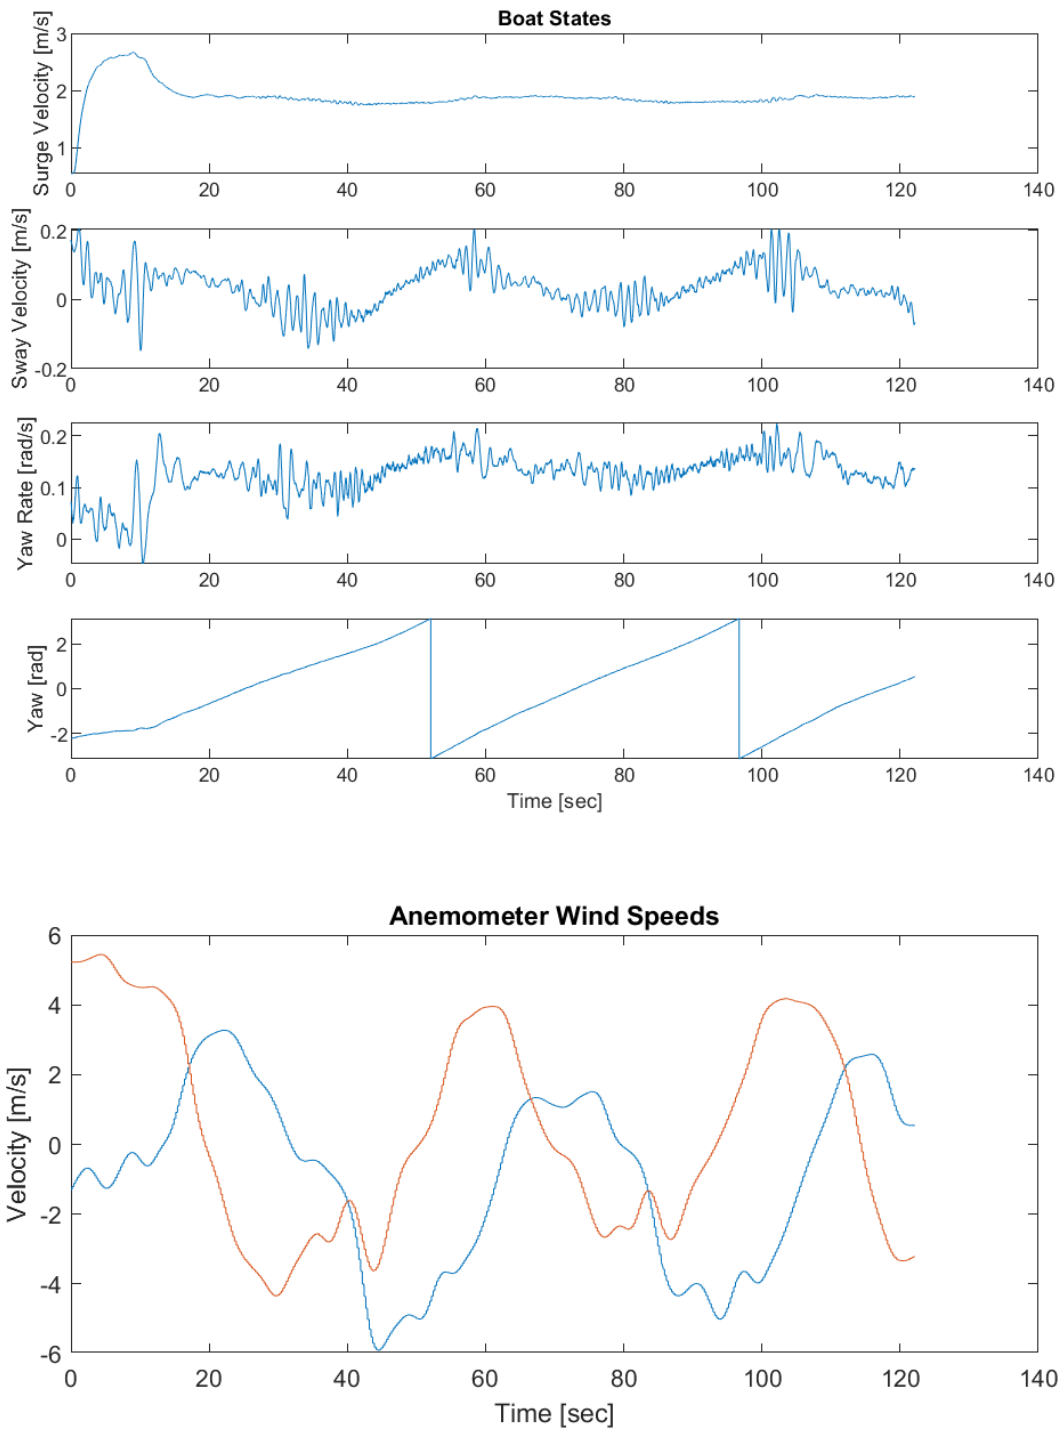 Boat States
Surge Velocity [m/s]
3
2
1
0 20 40 60 80 100 120 140
Sway Velocity [m/s]
0.2
0
-0.2
0 20 40 60 80 100 120 140
Yaw Rate [rad/s]
0.2
0.1
0
0 20 40 60 80 100 120 140
Yaw [rad]
2
0
-2
0 20 40 60 80 100 120 140
Time [sec]
Anemometer Wind Speeds
Velocity [m/s]
6
4
2
0
-2
-4
-6
0 20 40 60 80 100 120 140
Time [sec]